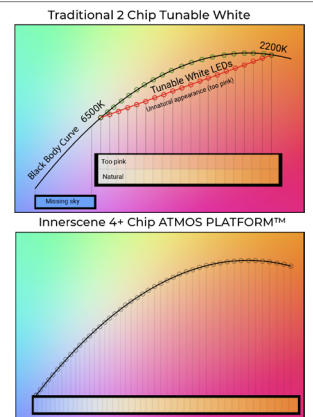 Traditional 2 Chip Tunable White
2200K
6500K
Tunable White LEDs
Unnatural appearance (too pink)
Black Body Curve
Too pink
Natural
Missing sky
Innerscene 4+ Chip ATMOS PLATFORM™